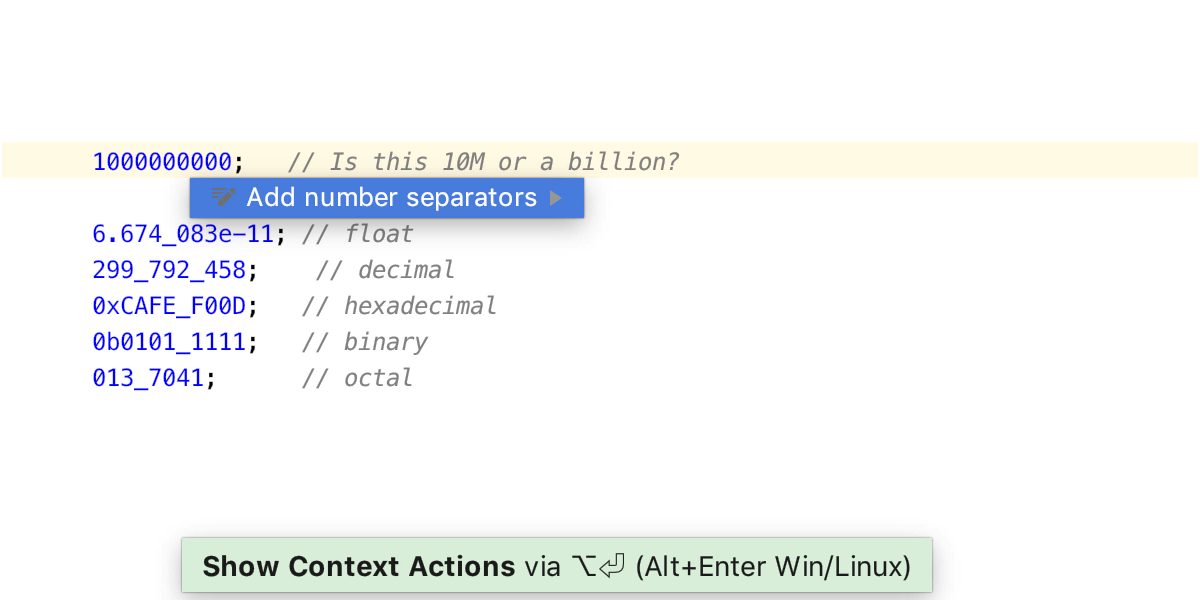 1000000000;   // Is this 10M or a billion?
Add number separators
6.674_083e-11; // float
299_792_458;    // decimal
0xCAFE_F00D;   // hexadecimal
0b0101_1111;   // binary
013_7041;      // octal
Show Context Actions via ⌥⏎ (Alt+Enter Win/Linux)